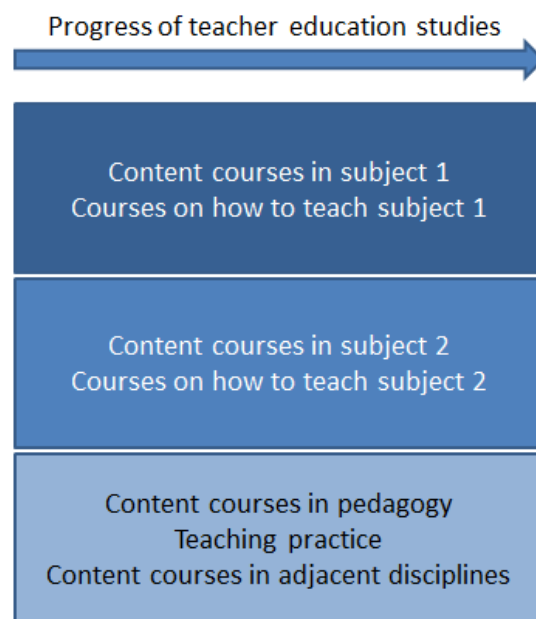 Progress of teacher education studies
Content courses in subject 1
Courses on how to teach subject 1
Content courses in subject 2
Courses on how to teach subject 2
Content courses in pedagogy
Teaching practice
Content courses in adjacent disciplines